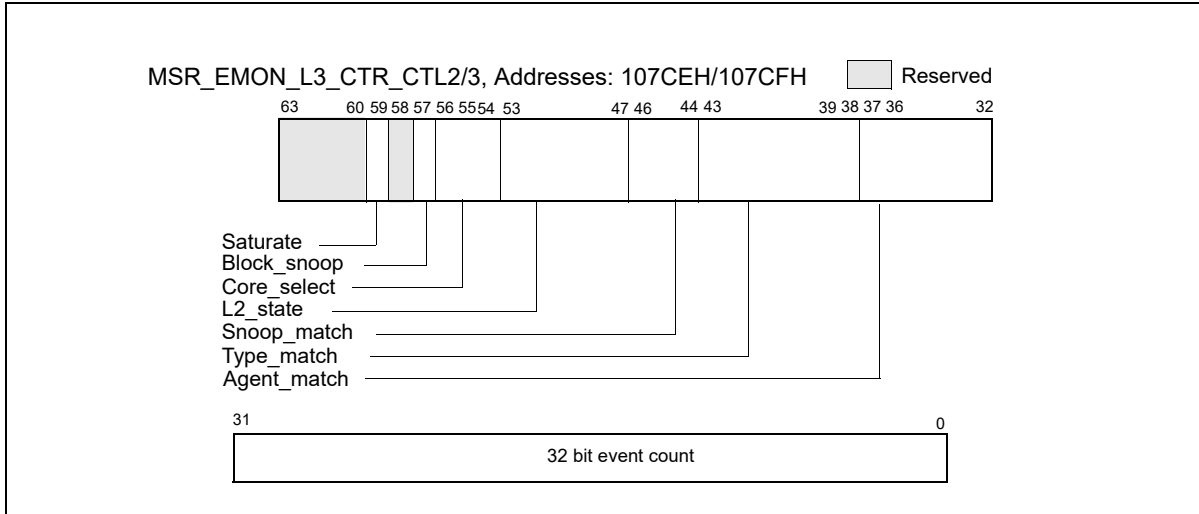 MSR_EMON_L3_CTR_CTL2/3, Addresses: 107CEH/107CFH Reserved
63 60 59 58 57 56 55 54 53 47 46 44 43 39 38 37 36 32
Saturate
Block_snoop
Core_select
L2_state
Snoop_match
Type_match
Agent_match
31 0
32 bit event count